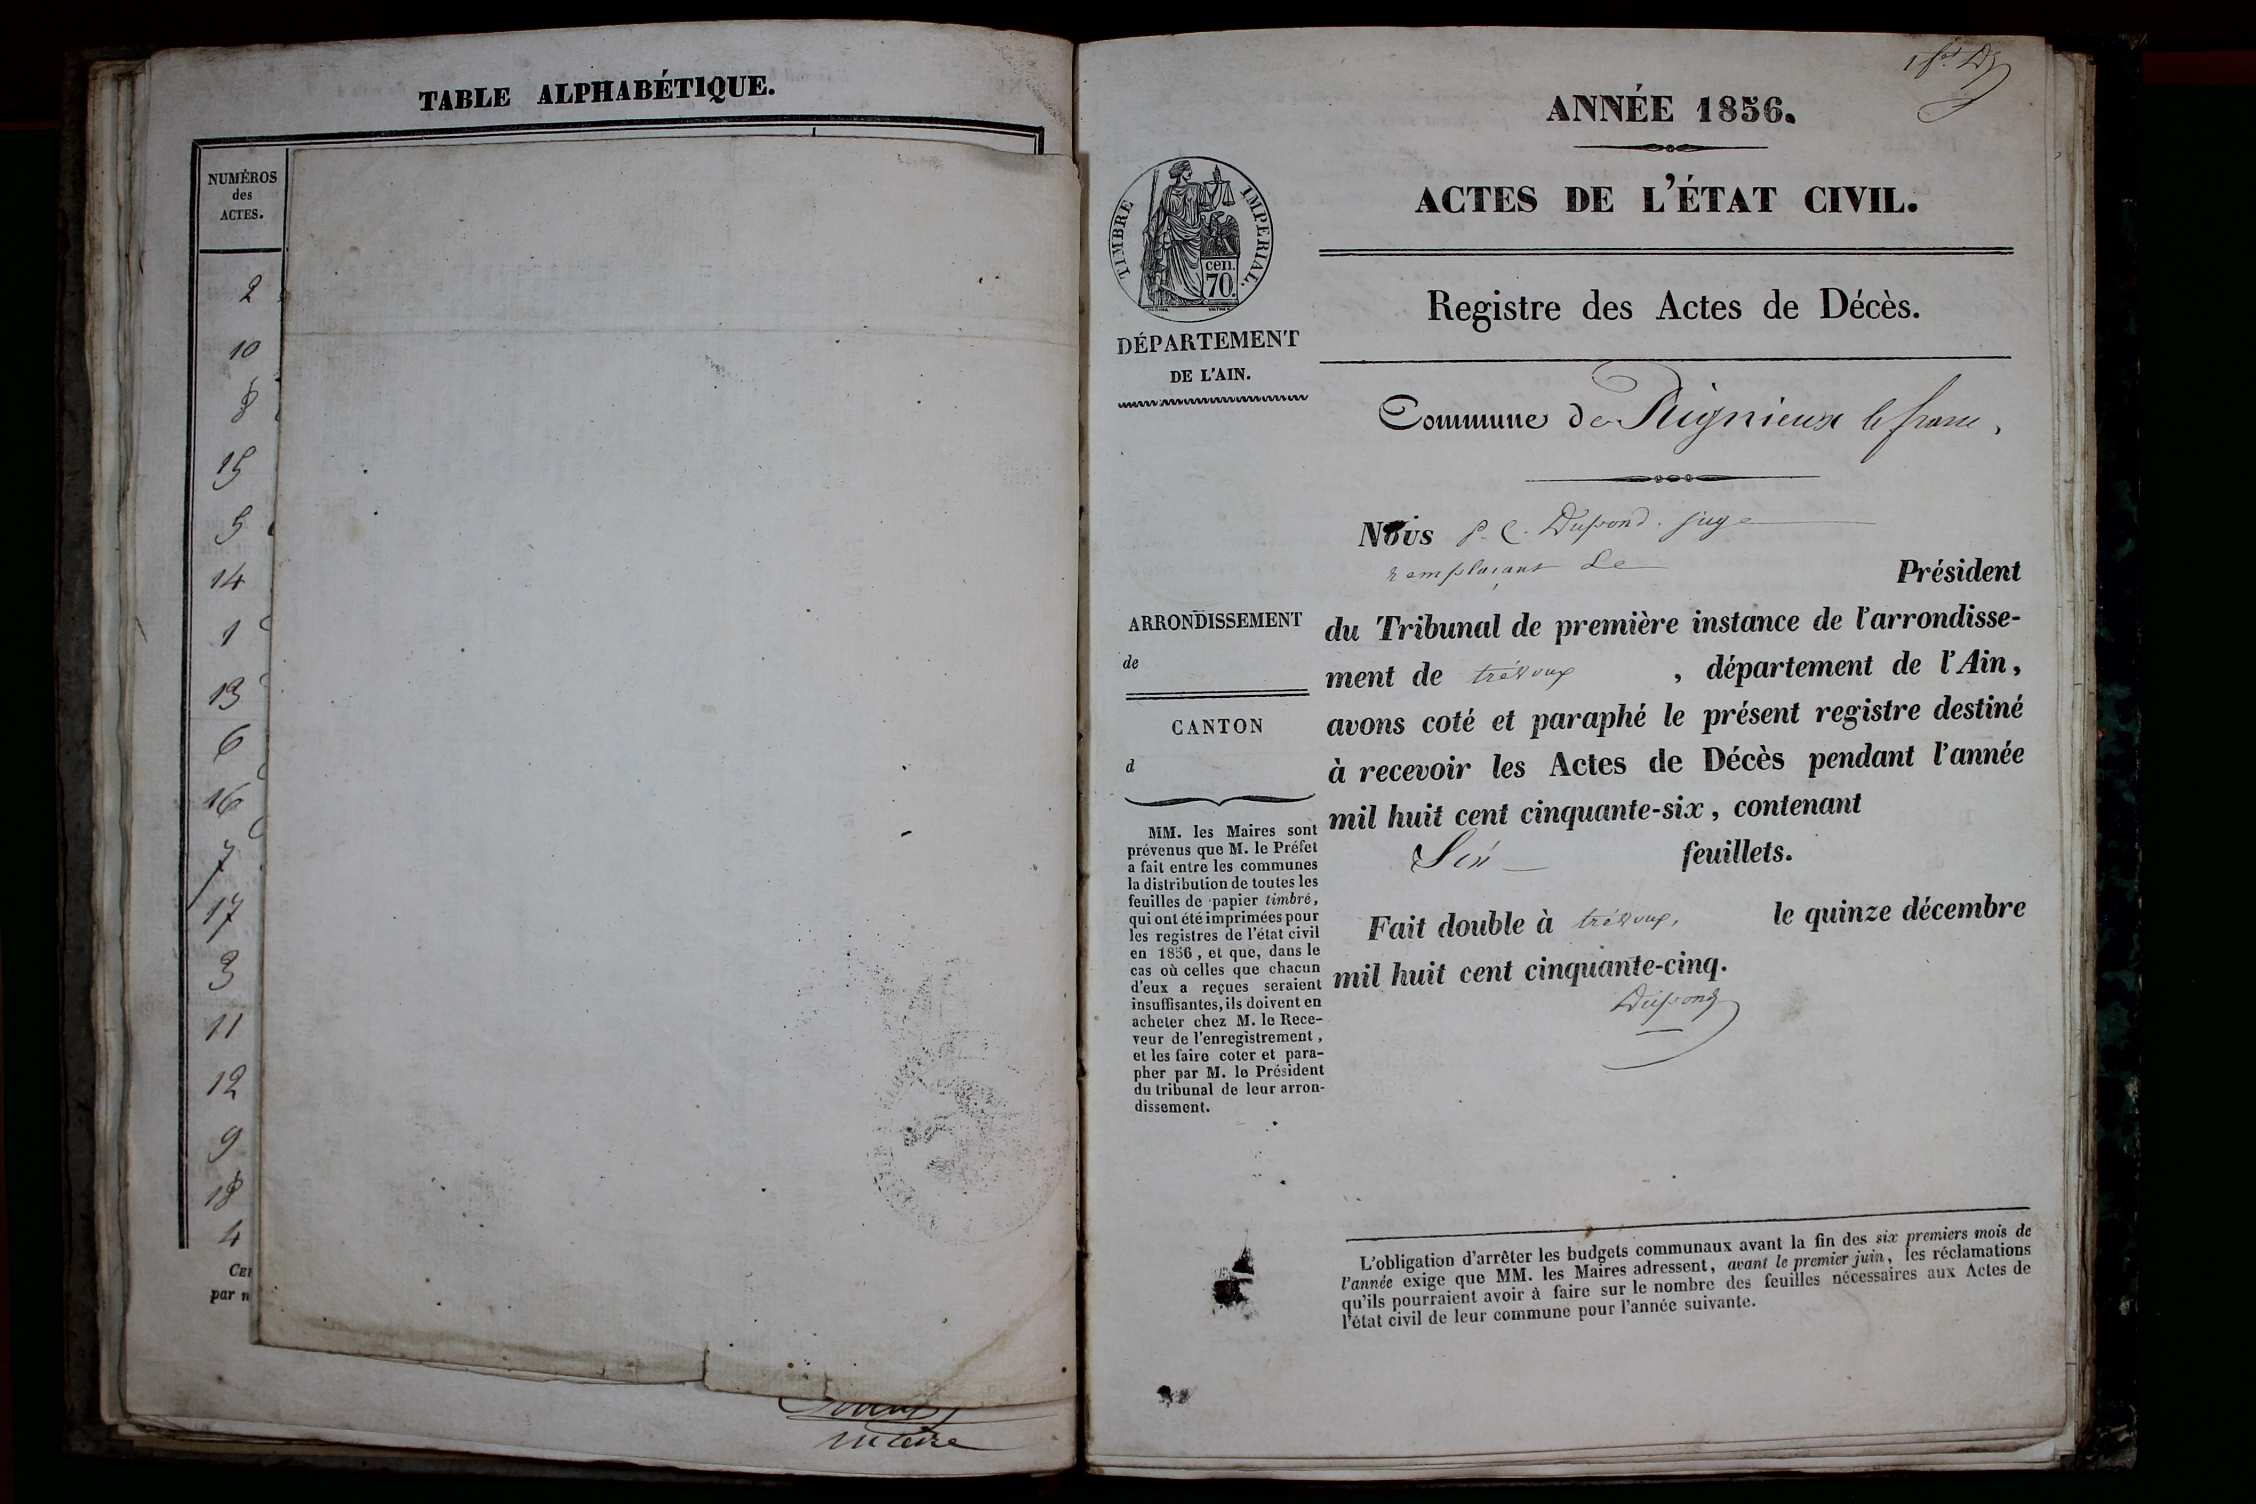 TABLE ALPHABÉTIQUE.
NUMÉROS
des
ACTES.
2
10
8
15
5
14
1
13
6
16
7
17
3
11
12
9
18
4
CE
par
maire
1 f.et
ANNÉE 1856.
ACTES DE L'ÉTAT CIVIL.
Registre des Actes de Décès.
TIMBRE IMPERIAL.
cen.
70.
DÉPARTEMENT
DE L'AIN.
Commune de Rignieux le franc,
Nous P. C. Dupond. juge
remplaçant Le Président
du Tribunal de première instance de l'arrondisse-
ment de trévoux , département de l'Ain,
avons coté et paraphé le présent registre destiné
à recevoir les Actes de Décès pendant l'année
mil huit cent cinquante-six, contenant
Six feuillets.
Fait double à trévoux, le quinze décembre
mil huit cent cinquante-cinq.
Dupond
ARRONDISSEMENT
de
CANTON
d
MM. les Maires sont
prévenus que M. le Préfet
a fait entre les communes
la distribution de toutes les
feuilles de papier timbré,
qui ont été imprimées pour
les registres de l'état civil
en 1856, et que, dans le
cas où celles que chacun
d'eux a reçues seraient
insuffisantes, ils doivent en
acheter chez M. le Rece-
veur de l'enregistrement,
et les faire coter et para-
pher par M. le Président
du tribunal de leur arron-
dissement.
L'obligation d'arrêter les budgets communaux avant la fin des six premiers mois de
l'année exige que MM. les Maires adressent, avant le premier juin, les réclamations
qu'ils pourraient avoir à faire sur le nombre des feuilles nécessaires aux Actes de
l'état civil de leur commune pour l'année suivante.